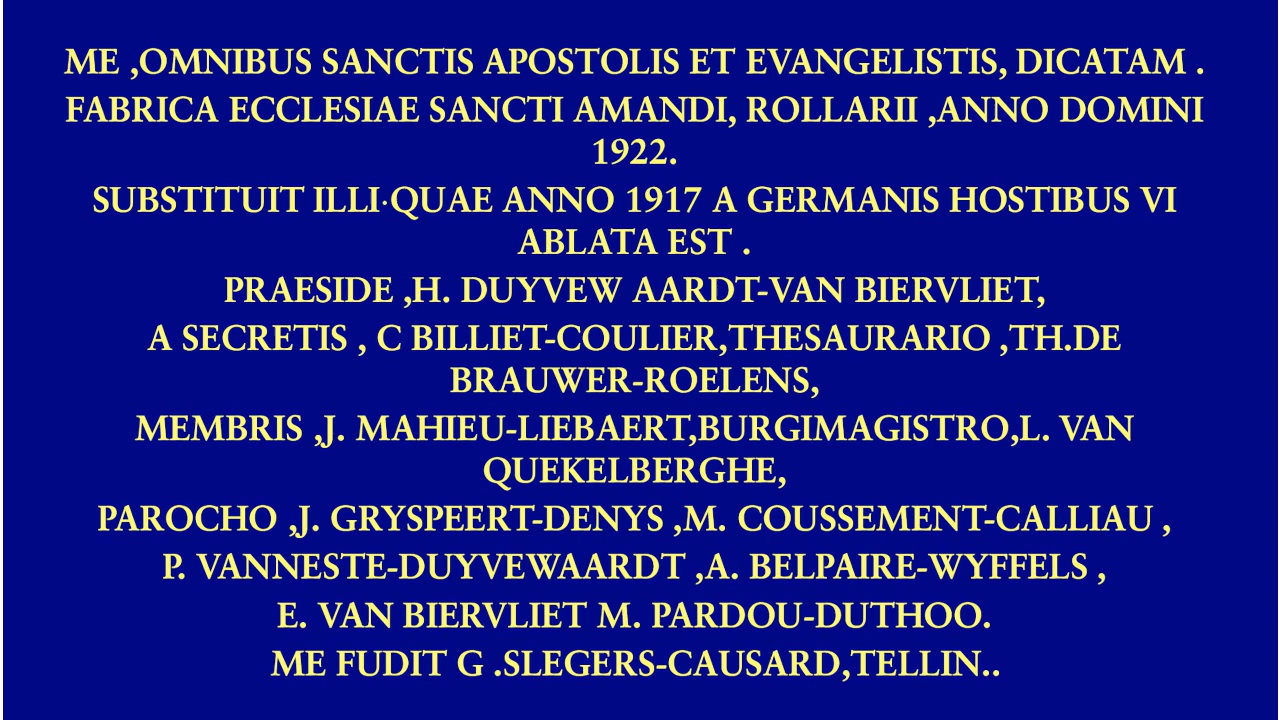 ME ,OMNIBUS SANCTIS APOSTOLIS ET EVANGELISTIS, DICATAM .
FABRICA ECCLESIAE SANCTI AMANDI, ROLLARII ,ANNO DOMINI
1922.
SUBSTITUIT ILLI·QUAE ANNO 1917 A GERMANIS HOSTIBUS VI
ABLATA EST .
PRAESIDE ,H. DUYVEW AARDT-VAN BIERVLIET,
A SECRETIS , C BILLIET-COULIER,THESAURARIO ,TH.DE
BRAUWER-ROELENS,
MEMBRIS ,J. MAHIEU-LIEBAERT,BURGIMAGISTRO,L. VAN
QUEKELBERGHE,
PAROCHO ,J. GRYSPEERT-DENYS ,M. COUSSEMENT-CALLIAU ,
P. VANNESTE-DUYVEWAARDT ,A. BELPAIRE-WYFFELS ,
E. VAN BIERVLIET M. PARDOU-DUTHOO.
ME FUDIT G .SLEGERS-CAUSARD,TELLIN..